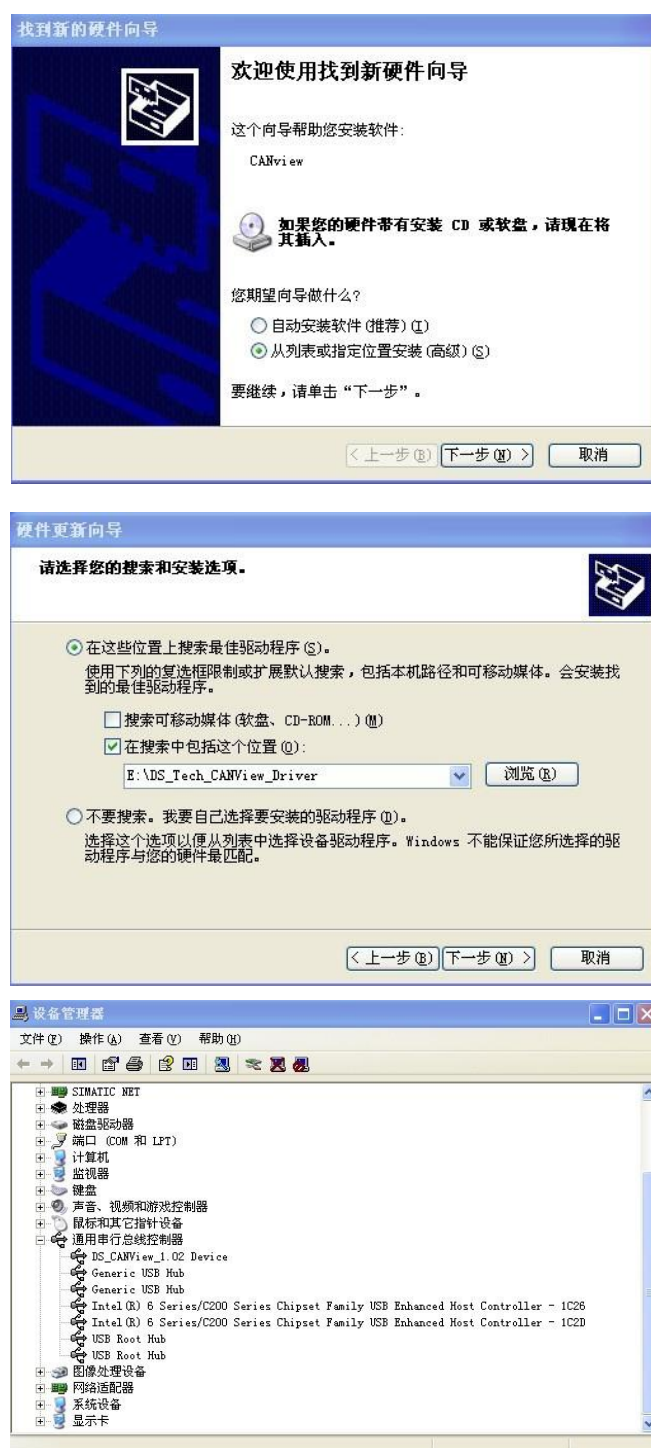 找到新的硬件向导
欢迎使用找到新硬件向导
这个向导帮助您安装软件:
CANview
如果您的硬件带有安装 CD 或软盘，请现在将
其插入。
您期望向导做什么?
自动安装软件(推荐)(I)
从列表或指定位置安装(高级)(S)
要继续，请单击“下一步”。
< 上一步(B) 下一步(N) > 取消
硬件更新向导
请选择您的搜索和安装选项。
在这些位置上搜索最佳驱动程序(S)。
使用下列的复选框限制或扩展默认搜索，包括本机路径和可移动媒体。会安装找
到的最佳驱动程序。
搜索可移动媒体(软盘、CD-ROM...)(M)
在搜索中包括这个位置(O):
E:\DS_Tech_CANView_Driver 浏览(R)
不要搜索。我要自己选择要安装的驱动程序(D)。
选择这个选项以便从列表中选择设备驱动程序。Windows 不能保证您所选择的驱
动程序与您的硬件最匹配。
< 上一步(B) 下一步(N) > 取消
设备管理器
文件(F) 操作(A) 查看(V) 帮助(H)
SIMATIC NET
处理器
磁盘驱动器
端口 (COM 和 LPT)
计算机
监视器
键盘
声音、视频和游戏控制器
鼠标和其它指针设备
通用串行总线控制器
DS_CANView_1.02 Device
Generic USB Hub
Generic USB Hub
Intel(R) 6 Series/C200 Series Chipset Family USB Enhanced Host Controller - 1C26
Intel(R) 6 Series/C200 Series Chipset Family USB Enhanced Host Controller - 1C2D
USB Root Hub
USB Root Hub
图像处理设备
网络适配器
系统设备
显示卡